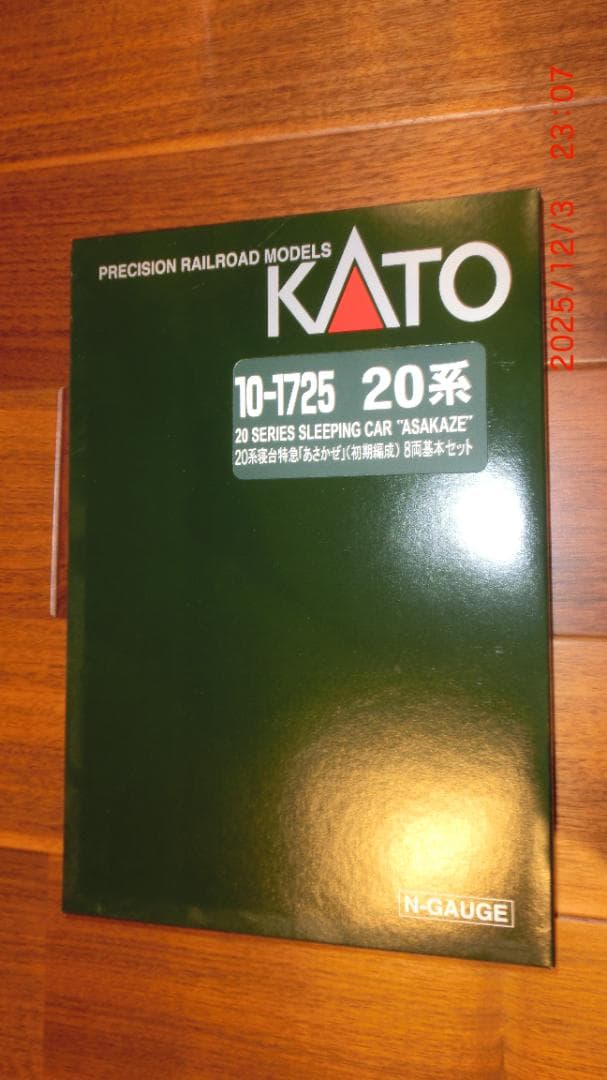 PRECISION RAILROAD MODELS
KATO
10-1725 20系
20 SERIES SLEEPING CAR "ASAKAZE"
20系寝台特急「あさかぜ」(初期編成) 8両基本セット
N-GAUGE
2025/12/3 23:07